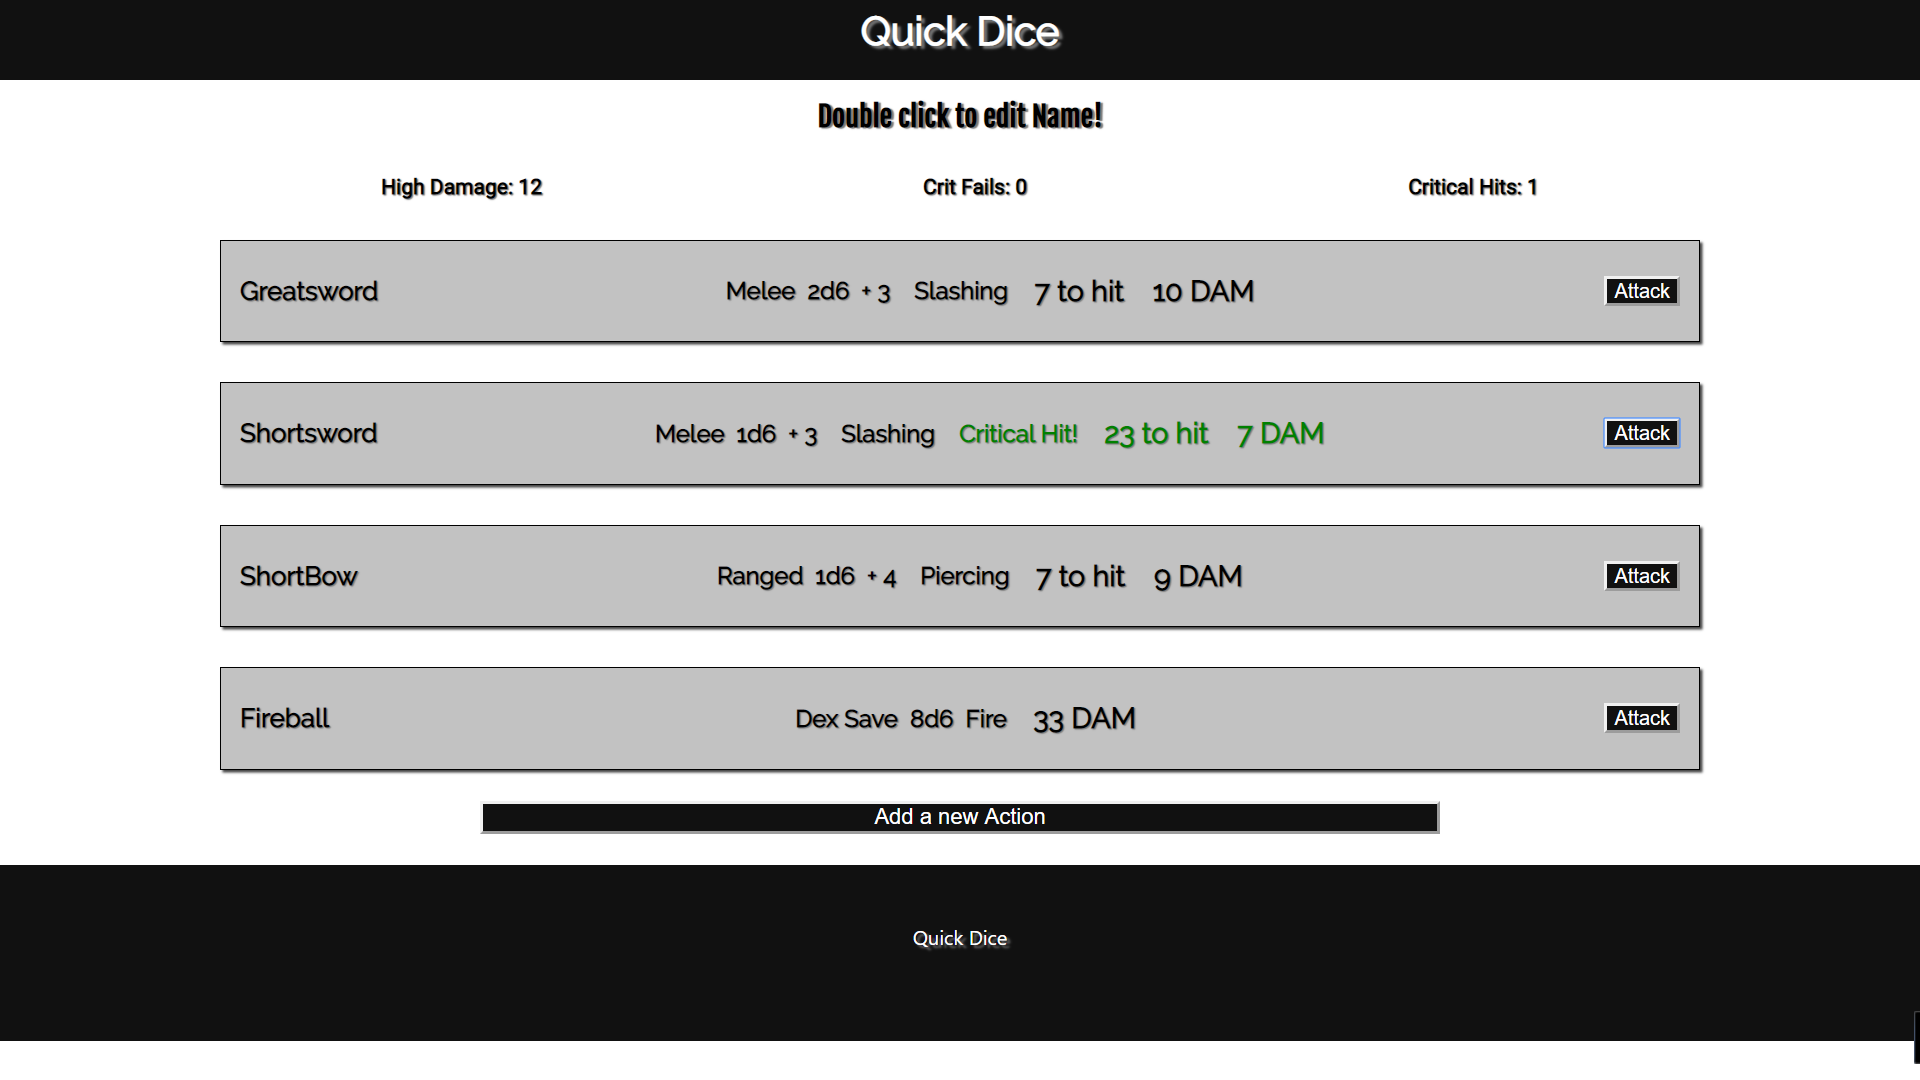 Quick Dice
Double click to edit Name!
High Damage: 12 Crit Fails: 0 Critical Hits: 1
Greatsword Melee 2d6 + 3 Slashing 7 to hit 10 DAM Attack
Shortsword Melee 1d6 + 3 Slashing Critical Hit! 23 to hit 7 DAM Attack
ShortBow Ranged 1d6 + 4 Piercing 7 to hit 9 DAM Attack
Fireball Dex Save 8d6 Fire 33 DAM Attack
Add a new Action
Quick Dice